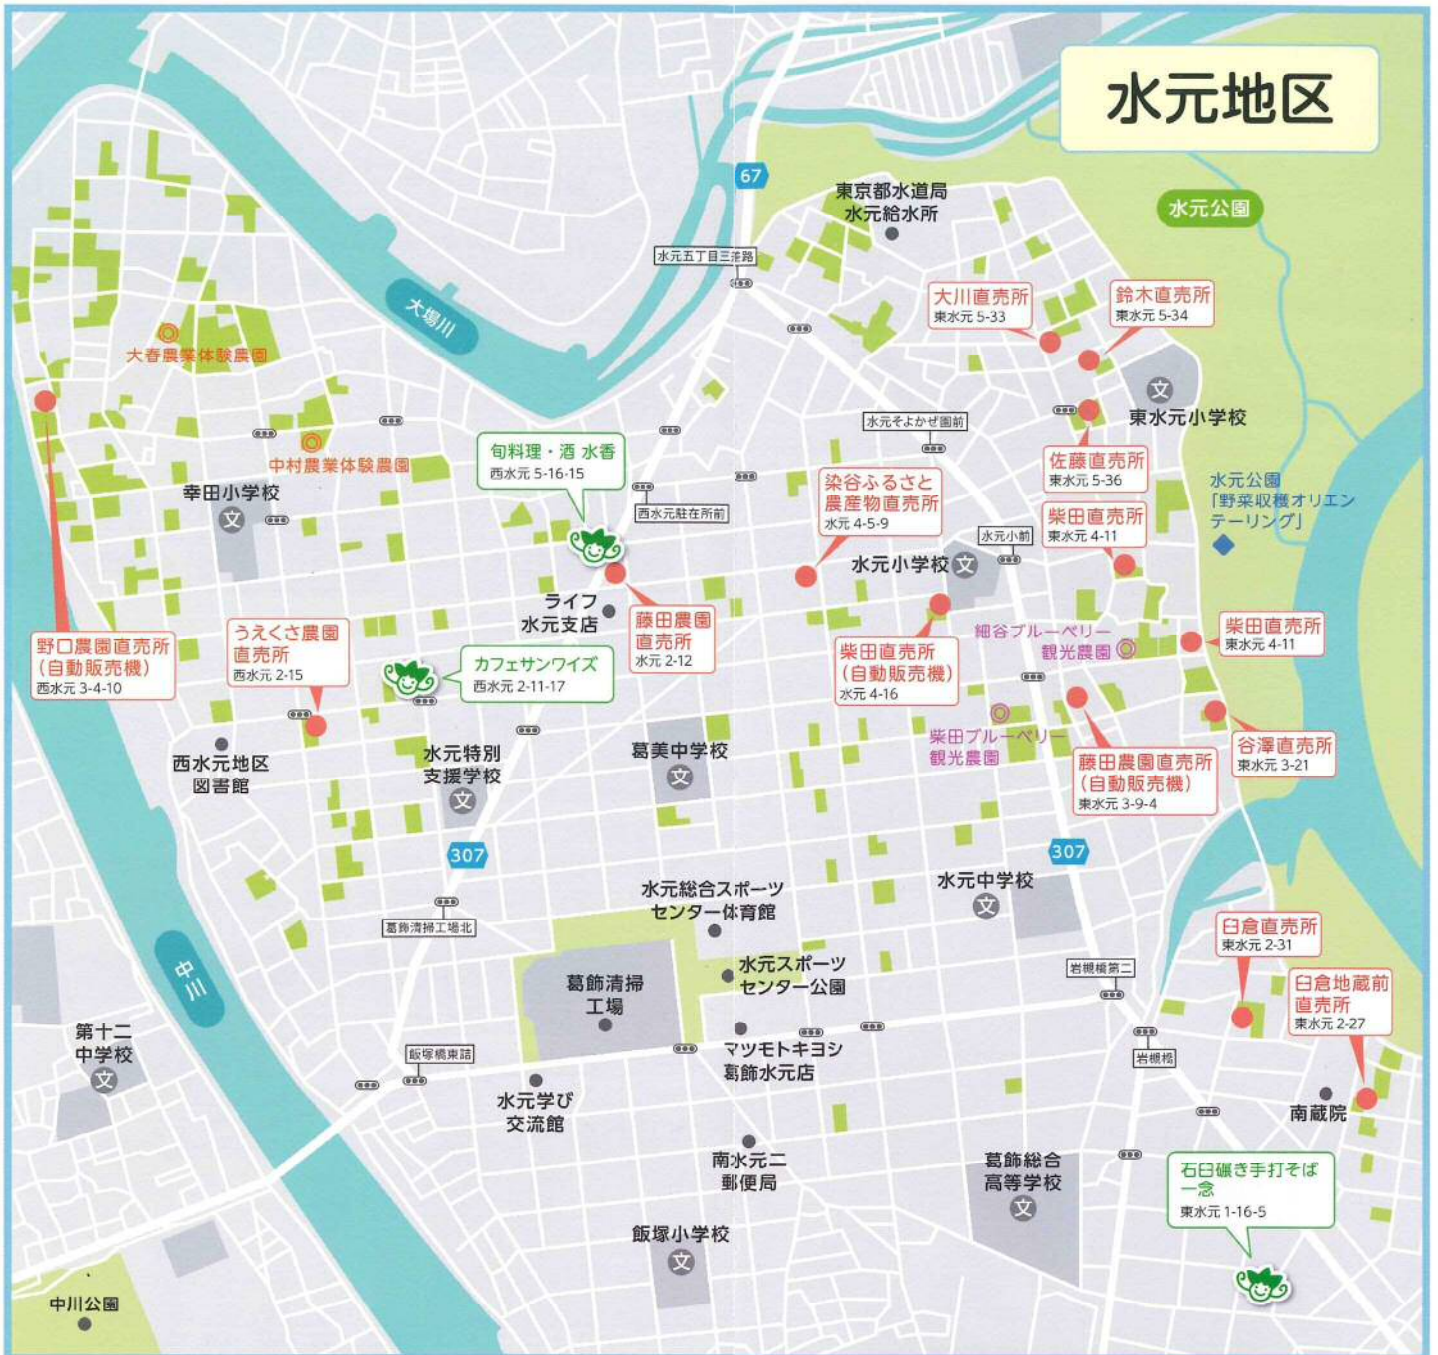 水元地区
67
東京都水道局
水元給水所
水元公園
水元五丁目三差路
大場川
大川直売所
東水元 5-33
鈴木直売所
東水元 5-34
大春農業体験農園
東水元小学校
水元そよかぜ園前
中村農業体験農園
旬料理・酒 水香
西水元 5-16-15
佐藤直売所
東水元 5-36
染谷ふるさと
農産物直売所
水元 4-5-9
水元公園
「野菜収穫オリエン
テーリング」
幸田小学校
文
西水元駐在所前
柴田直売所
東水元 4-11
水元小前
水元小学校
文
文
ライフ
水元支店
藤田農園
直売所
水元 2-12
野口農園直売所
(自動販売機)
西水元 3-4-10
うえくさ農園
直売所
西水元 2-15
カフェサンワイズ
西水元 2-11-17
柴田直売所
(自動販売機)
水元 4-16
細谷ブルーベリー
観光農園
柴田直売所
東水元 4-11
柴田ブルーベリー
観光農園
谷澤直売所
東水元 3-21
藤田農園直売所
(自動販売機)
東水元 3-9-4
西水元地区
図書館
水元特別
支援学校
文
葛美中学校
文
307
307
水元総合スポーツ
センター体育館
水元中学校
文
葛飾清掃工場北
水元スポーツ
センター公園
葛飾清掃
工場
岩槻橋第二
臼倉直売所
東水元 2-31
臼倉地蔵前
直売所
東水元 2-27
中川
第十二
中学校
文
飯塚橋東詰
マツモトキヨシ
葛飾水元店
岩槻橋
水元学び
交流館
南蔵院
南水元二
郵便局
葛飾総合
高等学校
文
石臼碾き手打そば
一念
東水元 1-16-5
飯塚小学校
文
中川公園